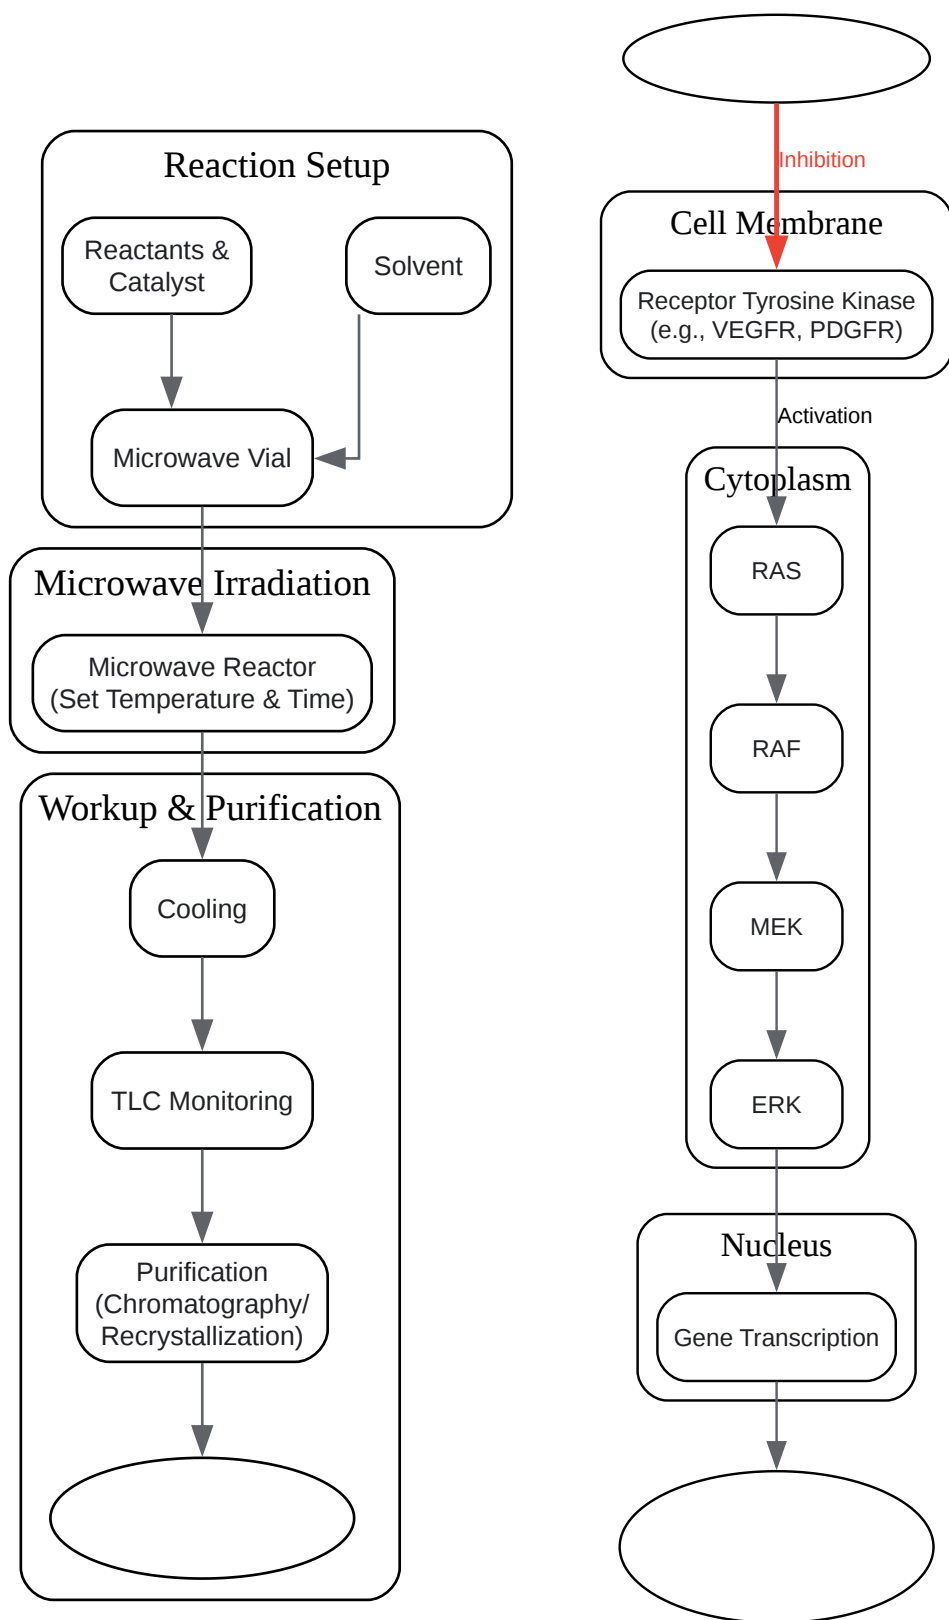 Reaction Setup
Reactants &
Catalyst
Solvent
Microwave Vial
Microwave Irradiation
Microwave Reactor
(Set Temperature & Time)
Workup & Purification
Cooling
TLC Monitoring
Purification
(Chromatography/
Recrystallization)
Inhibition
Cell Membrane
Receptor Tyrosine Kinase
(e.g., VEGFR, PDGFR)
Activation
Cytoplasm
RAS
RAF
MEK
ERK
Nucleus
Gene Transcription